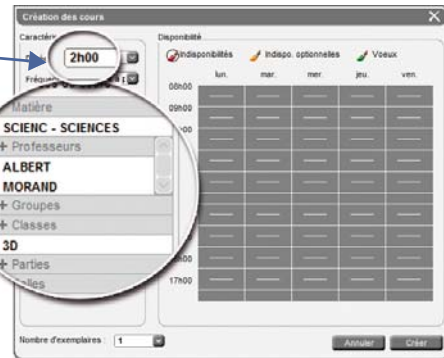 Création des cours
Caractéri
Disponibilité
2h00
Indisponibilités
Indispo. optionnelles
Voeux
Fréquen
lun. mar. mer. jeu. ven.
08h00
09h00
Matière
SCIENC - SCIENCES
+ Professeurs
ALBERT
MORAND
+ Groupes
+ Classes
3D
+ Parties
17h00
Nombre d'exemplaires : 1
Annuler
Créer